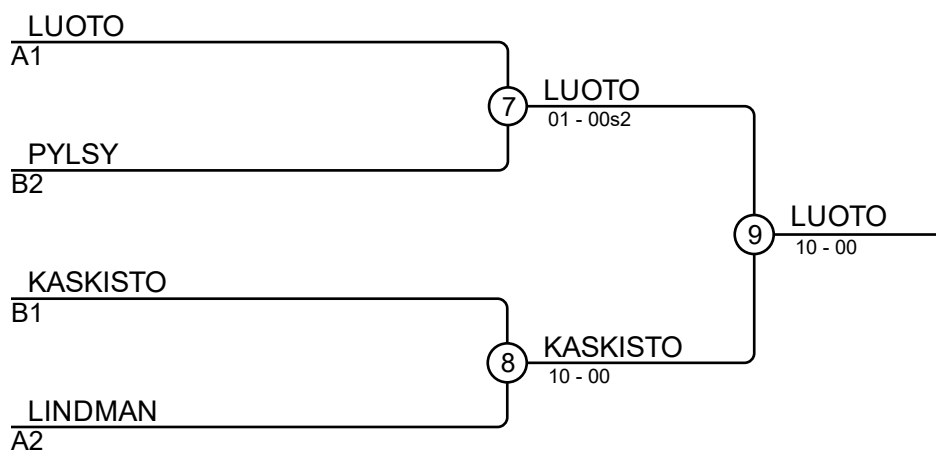 LUOTO
A1
7
LUOTO
01 - 00s2
PYLSY
B2
9
LUOTO
10 - 00
KASKISTO
B1
8
KASKISTO
10 - 00
LINDMAN
A2